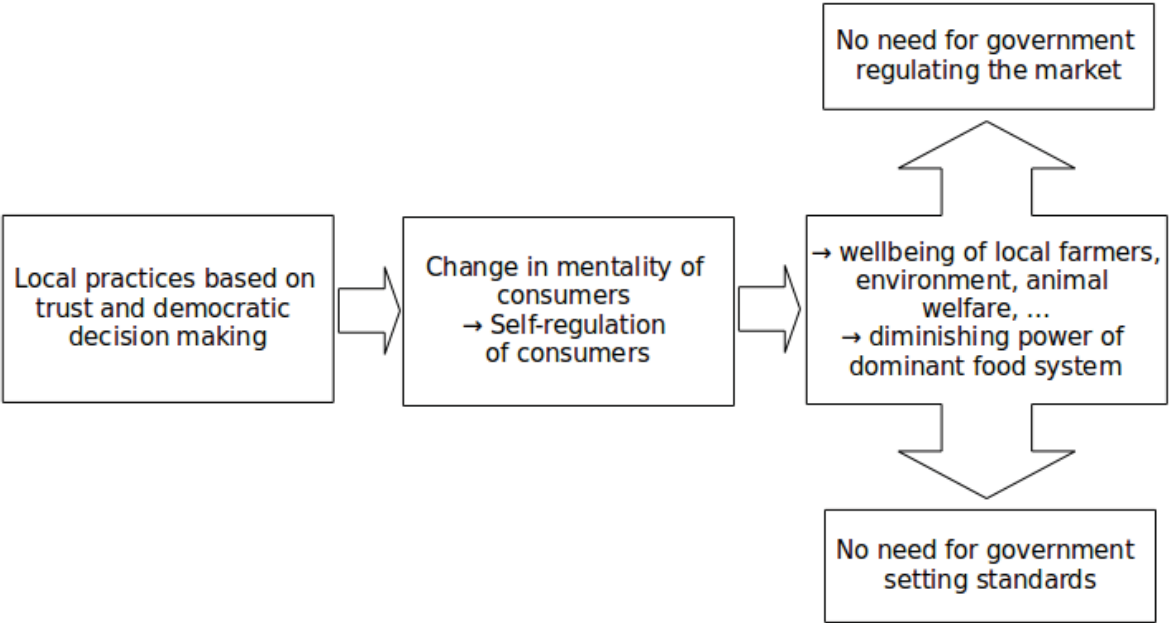 No need for government
regulating the market
Local practices based on
trust and democratic
decision making
Change in mentality of
consumers
→ Self-regulation
of consumers
→ wellbeing of local farmers,
environment, animal
welfare, ...
→ diminishing power of
dominant food system
No need for government
setting standards